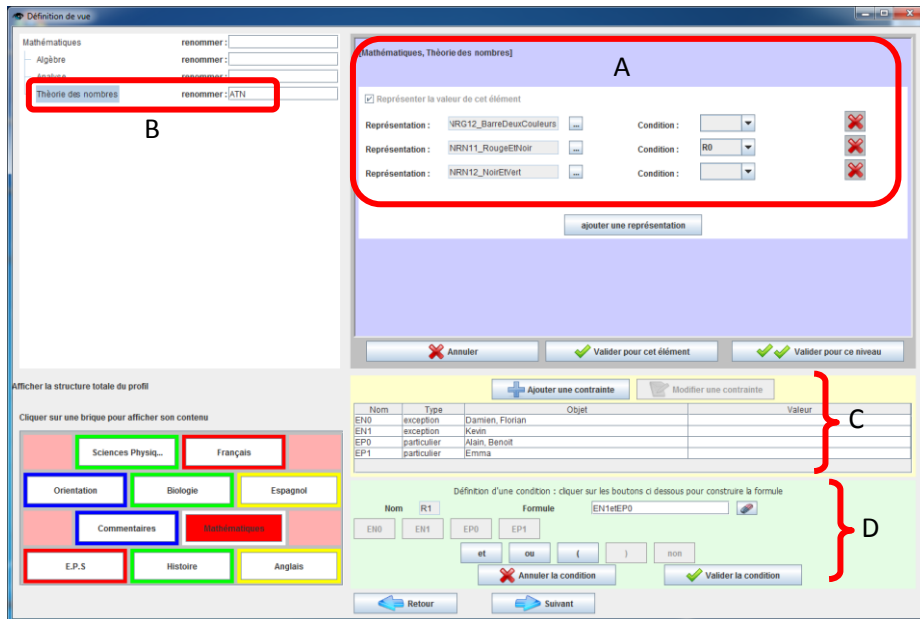 Définition de vue
Mathématiques renommer :
Algèbre renommer :
Analyse renommer :
Thèorie des nombres renommer : ATN
B
[Mathématiques, Thèorie des nombres]
A
Représenter la valeur de cet élément
Représentation : NRG12_BarreDeuxCouleurs ... Condition :
Représentation : NRN11_RougeEtNoir ... Condition : R0
Représentation : NRN12_NoirEtVert ... Condition :
ajouter une représentation
Annuler Valider pour cet élément Valider pour ce niveau
Afficher la structure totale du profil
Cliquer sur une brique pour afficher son contenu
Sciences Physiq... Français
Orientation Biologie Espagnol
Commentaires Mathématiques
E.P.S Histoire Anglais
Ajouter une contrainte Modifier une contrainte
Nom Type Objet Valeur
EN0 exception Damien, Florian
EN1 exception Kevin
EP0 particulier Alain, Benoit
EP1 particulier Emma
C
Définition d'une condition : cliquer sur les boutons ci dessous pour construire la formule
Nom R1 Formule EN1etEP0
EN0 EN1 EP0 EP1
et ou ( ) non
Annuler la condition Valider la condition
D
Retour Suivant